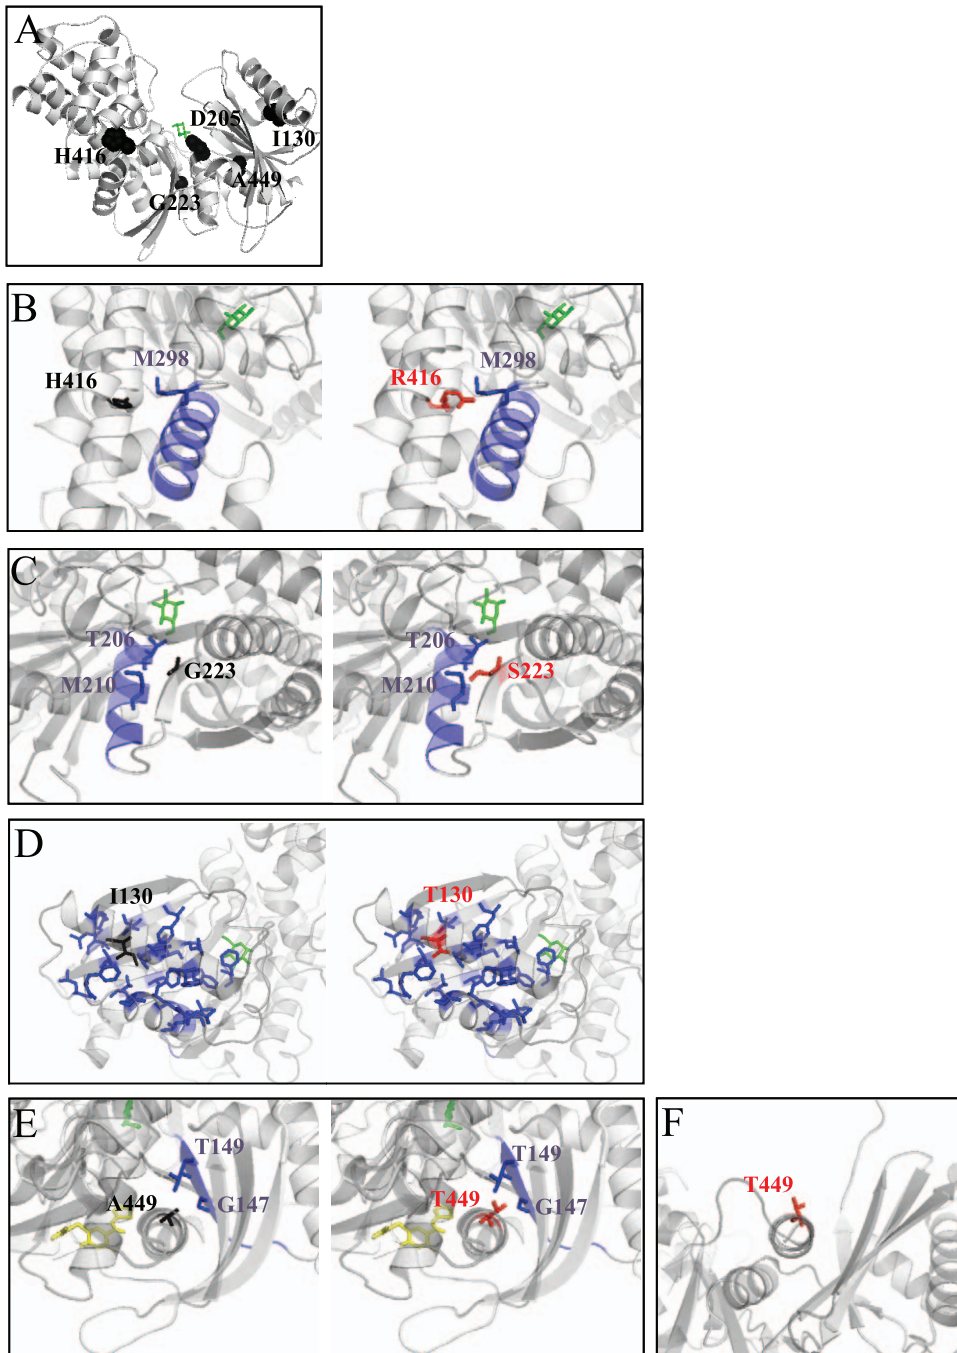 A
D205
I130
H416
A449
G223
B
M298
H416
M298
R416
C
T206
G223
M210
T206
S223
M210
D
I130
T130
E
T149
A449
G147
T149
T449
G147
F
T449